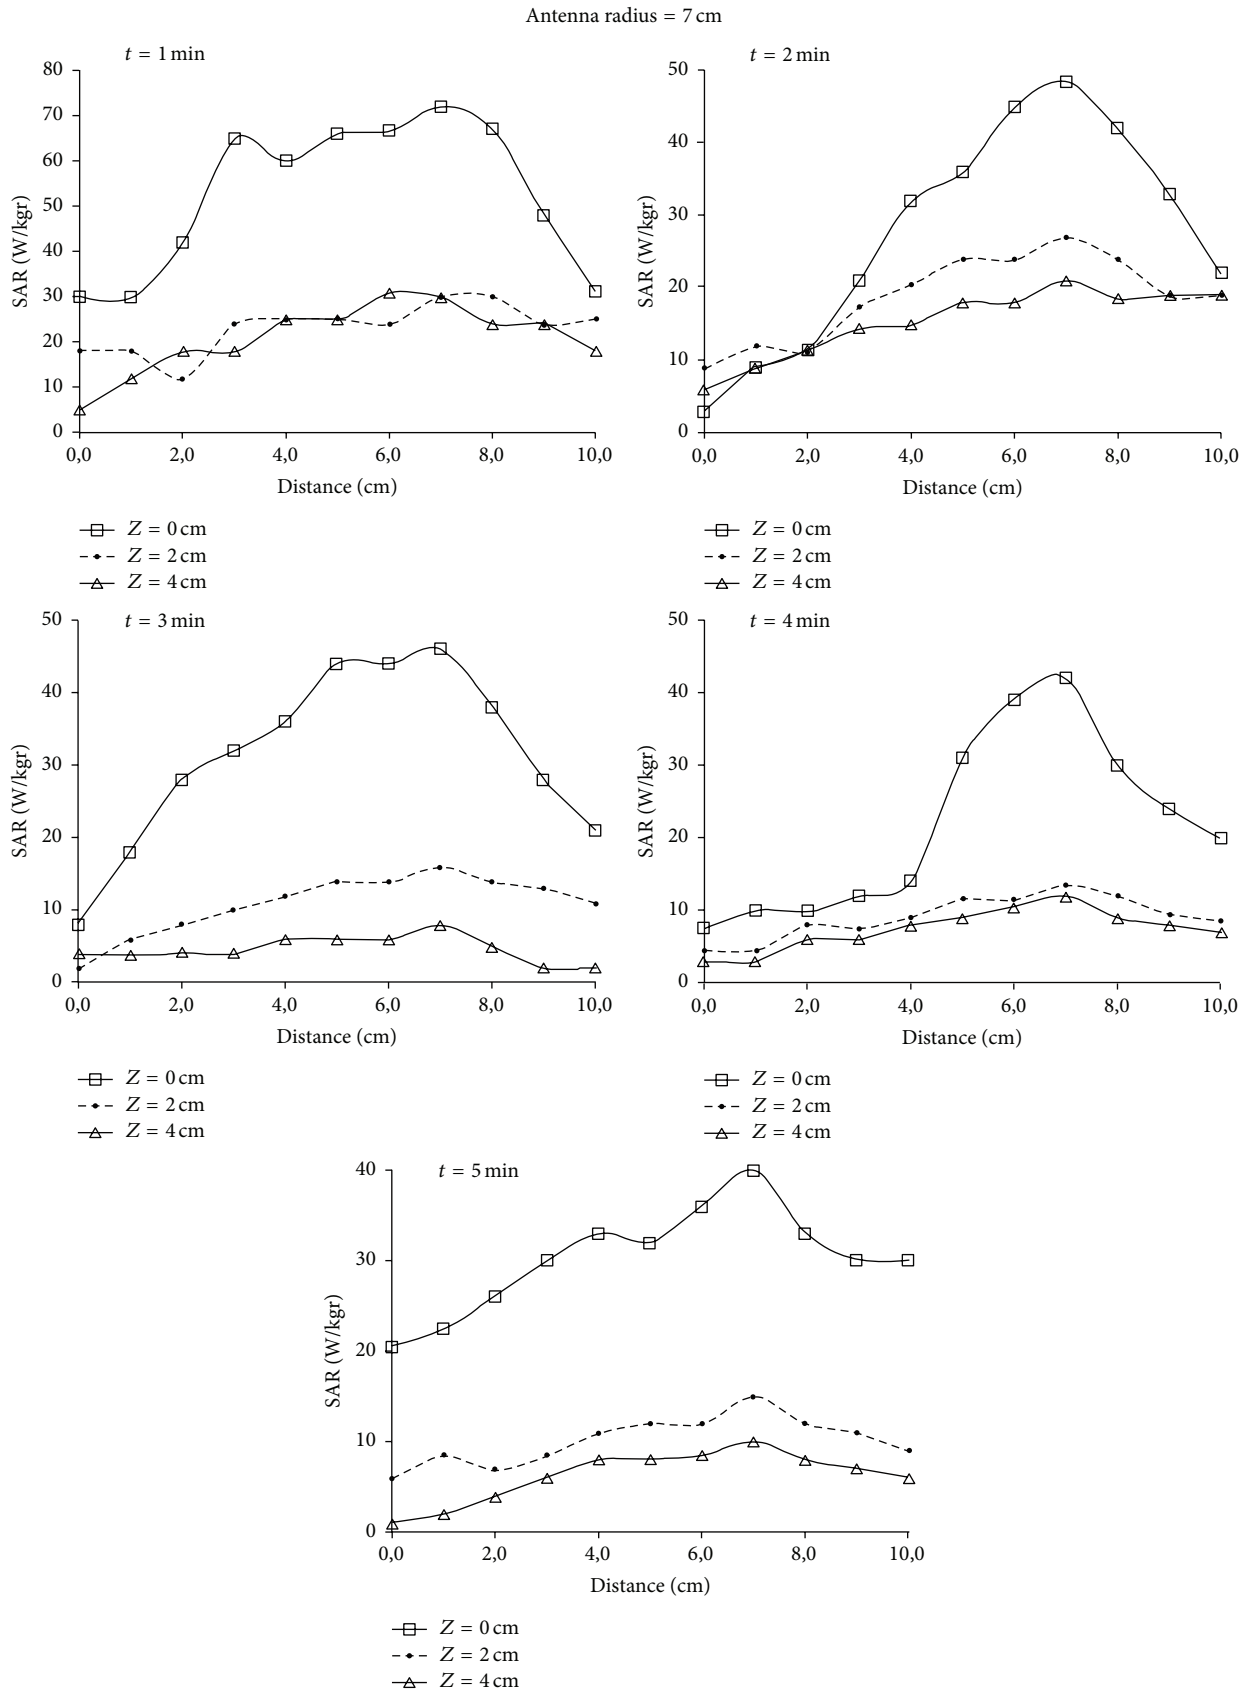 Antenna radius = 7 cm
t = 1 min
80
70
60
50
40
30
20
10
0
SAR (W/kgr)
0,0 2,0 4,0 6,0 8,0 10,0
Distance (cm)
Z = 0 cm
Z = 2 cm
Z = 4 cm
t = 2 min
50
40
30
20
10
0
SAR (W/kgr)
0,0 2,0 4,0 6,0 8,0 10,0
Distance (cm)
Z = 0 cm
Z = 2 cm
Z = 4 cm
t = 3 min
50
40
30
20
10
0
SAR (W/kgr)
0,0 2,0 4,0 6,0 8,0 10,0
Distance (cm)
Z = 0 cm
Z = 2 cm
Z = 4 cm
t = 4 min
50
40
30
20
10
0
SAR (W/kgr)
0,0 2,0 4,0 6,0 8,0 10,0
Distance (cm)
Z = 0 cm
Z = 2 cm
Z = 4 cm
t = 5 min
40
30
20
10
0
SAR (W/kgr)
0,0 2,0 4,0 6,0 8,0 10,0
Distance (cm)
Z = 0 cm
Z = 2 cm
Z = 4 cm